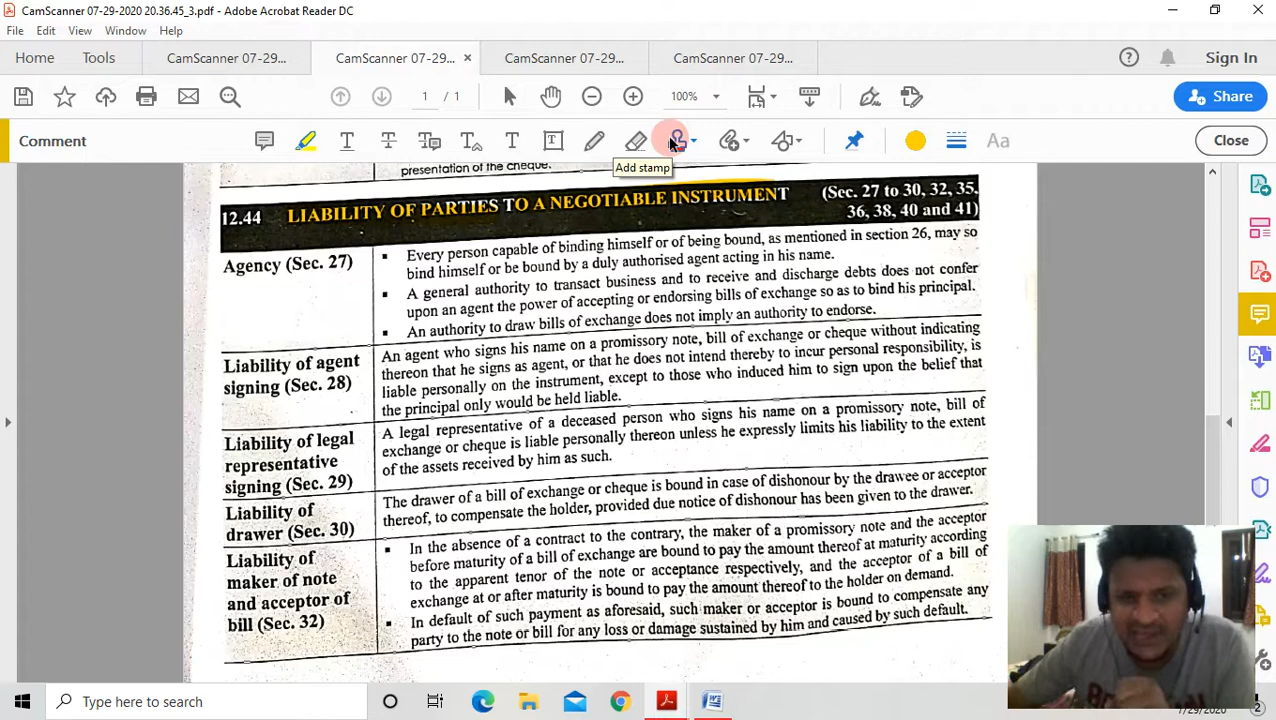 CamScanner 07-29-2020 20.36.45_3.pdf - Adobe Acrobat Reader DC
File Edit View Window Help
Home Tools CamScanner 07-29... CamScanner 07-29... × CamScanner 07-29... CamScanner 07-29... Sign In
1 / 1 100% Share
Comment Aa Close
Add stamp
presentation of the cheque.
12.44 LIABILITY OF PARTIES TO A NEGOTIABLE INSTRUMENT (Sec. 27 to 30, 32, 35,
36, 38, 40 and 41)
Agency (Sec. 27)
▪ Every person capable of binding himself or of being bound, as mentioned in section 26, may so
bind himself or be bound by a duly authorised agent acting in his name.
▪ A general authority to transact business and to receive and discharge debts does not confer
upon an agent the power of accepting or endorsing bills of exchange so as to bind his principal.
▪ An authority to draw bills of exchange does not imply an authority to endorse.
Liability of agent
signing (Sec. 28)
An agent who signs his name on a promissory note, bill of exchange or cheque without indicating
thereon that he signs as agent, or that he does not intend thereby to incur personal responsibility, is
liable personally on the instrument, except to those who induced him to sign upon the belief that
the principal only would be held liable.
Liability of legal
representative
signing (Sec. 29)
A legal representative of a deceased person who signs his name on a promissory note, bill of
exchange or cheque is liable personally thereon unless he expressly limits his liability to the extent
of the assets received by him as such.
Liability of
drawer (Sec. 30)
The drawer of a bill of exchange or cheque is bound in case of dishonour by the drawee or acceptor
thereof, to compensate the holder, provided due notice of dishonour has been given to the drawer.
Liability of
maker of note
and acceptor of
bill (Sec. 32)
▪ In the absence of a contract to the contrary, the maker of a promissory note and the acceptor
before maturity of a bill of exchange are bound to pay the amount thereof at maturity according
to the apparent tenor of the note or acceptance respectively, and the acceptor of a bill of
exchange at or after maturity is bound to pay the amount thereof to the holder on demand.
▪ In default of such payment as aforesaid, such maker or acceptor is bound to compensate any
party to the note or bill for any loss or damage sustained by him and caused by such default.
Type here to search
7/29/2020
2